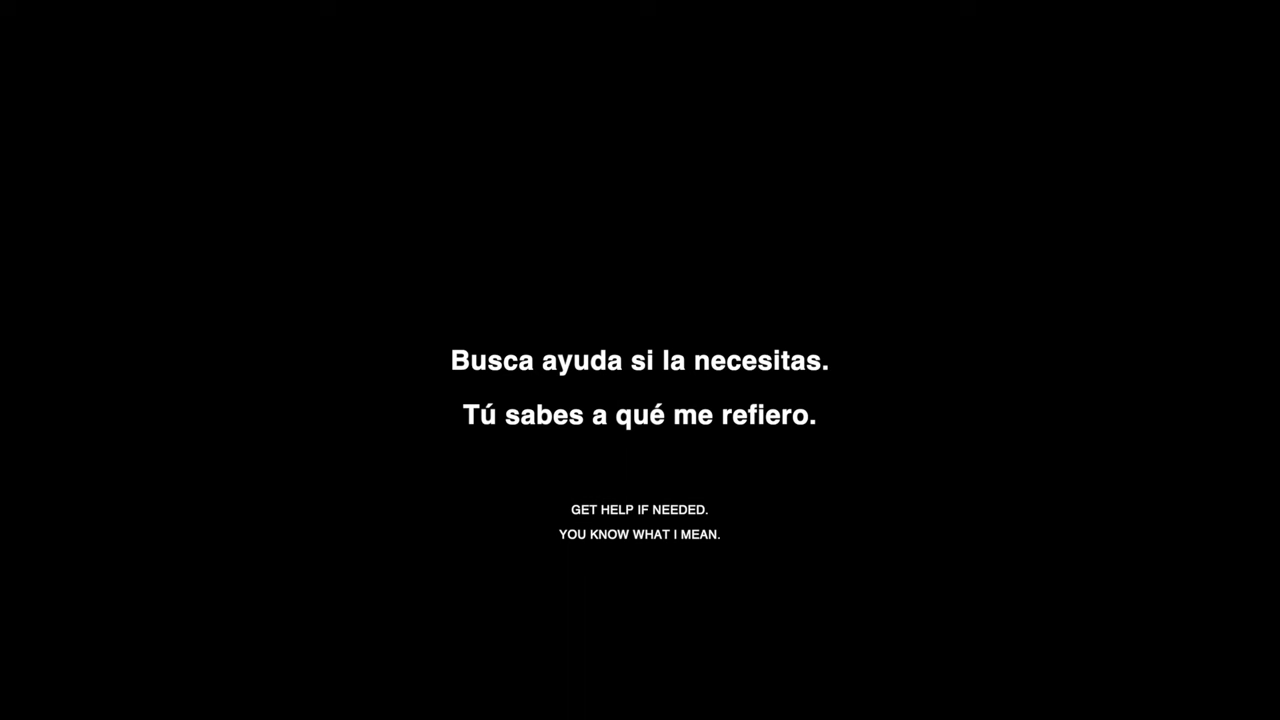 Busca ayuda si la necesitas.
Tú sabes a qué me refiero.
GET HELP IF NEEDED.
YOU KNOW WHAT I MEAN.